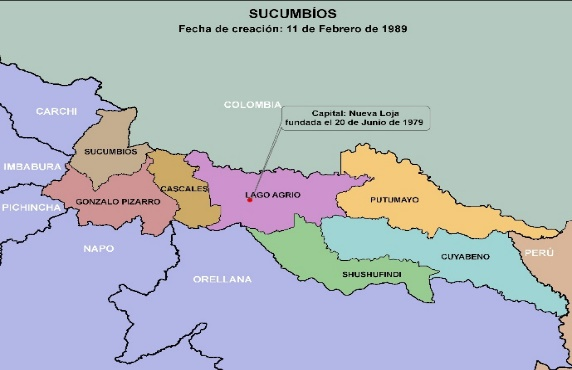 SUCUMBÍOS
Fecha de creación: 11 de Febrero de 1989
COLOMBIA
Capital: Nueva Loja
fundada el 20 de Junio de 1979
CARCHI
SUCUMBÍOS
IMBABURA
CASCALES
LAGO AGRIO
GONZALO PIZARRO
PUTUMAYO
PICHINCHA
NAPO
PERÚ
CUYABENO
SHUSHUFINDI
ORELLANA